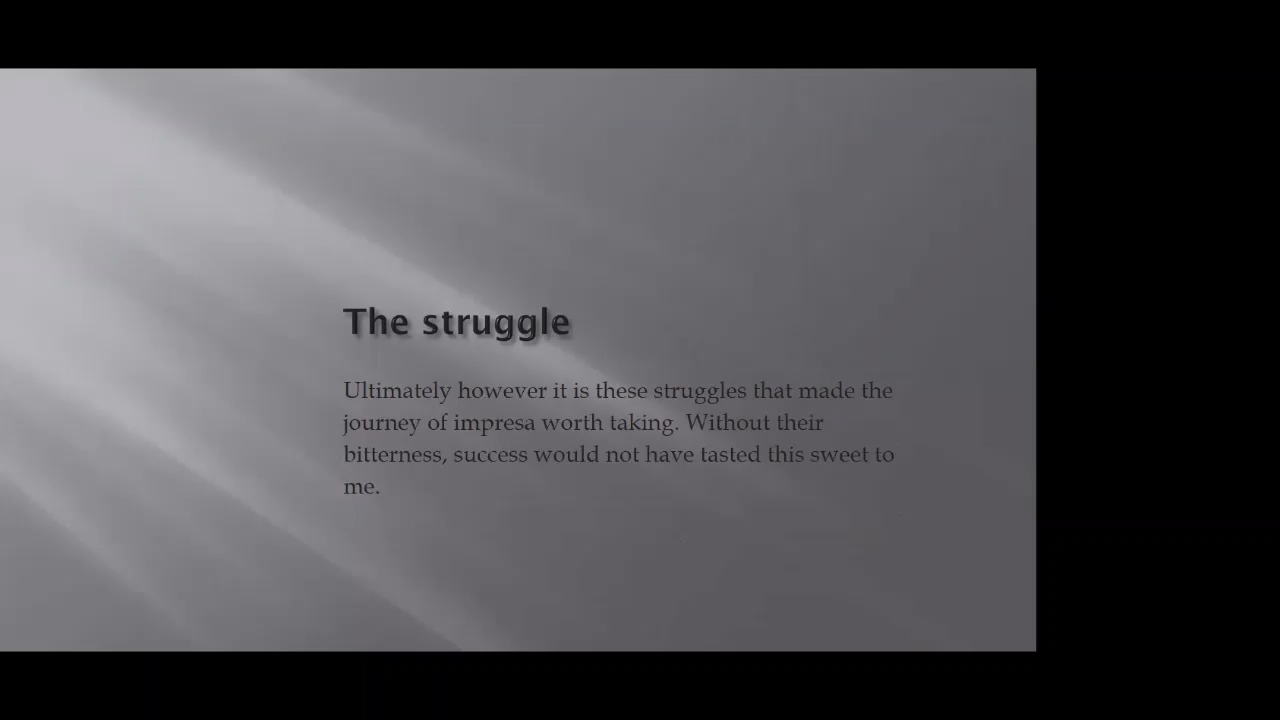 The struggle
Ultimately however it is these struggles that made the
journey of impresa worth taking. Without their
bitterness, success would not have tasted this sweet to
me.